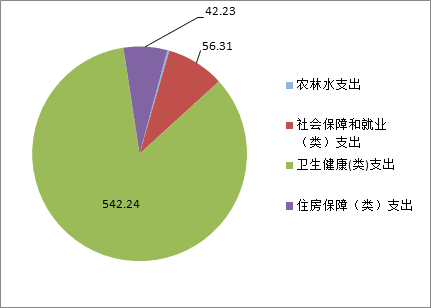 42.23
56.31
542.24
农林水支出
社会保障和就业
（类）支出
卫生健康(类)支出
住房保障（类）支出